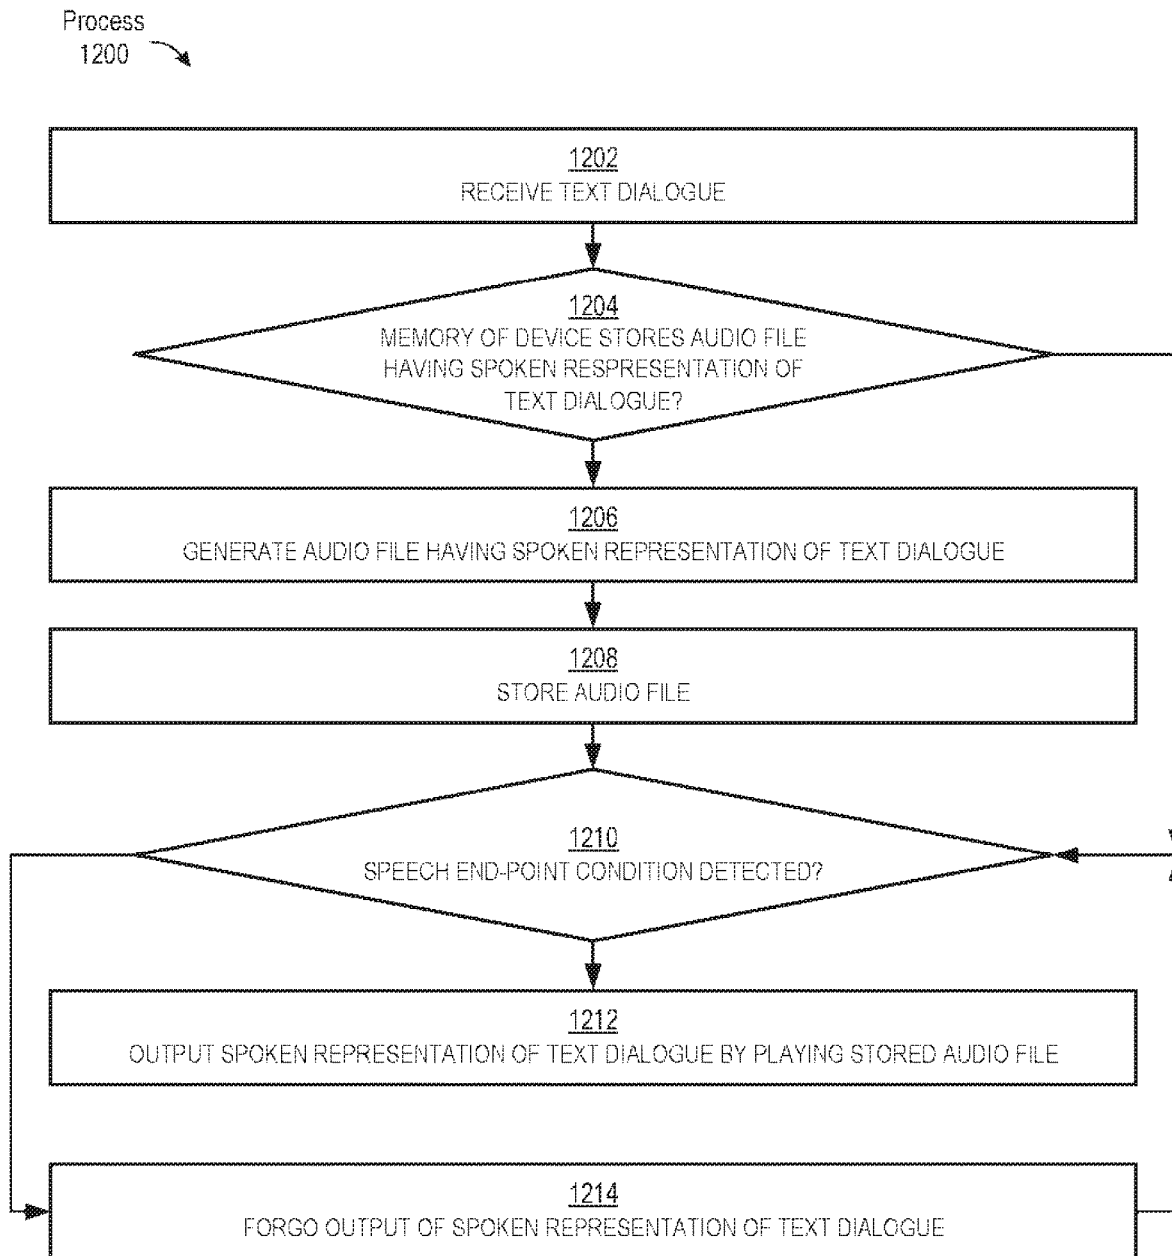 Process
1200
1202
RECEIVE TEXT DIALOGUE
1204
MEMORY OF DEVICE STORES AUDIO FILE
HAVING SPOKEN RESPRESENTATION OF
TEXT DIALOGUE?
1206
GENERATE AUDIO FILE HAVING SPOKEN REPRESENTATION OF TEXT DIALOGUE
1208
STORE AUDIO FILE
1210
SPEECH END-POINT CONDITION DETECTED?
1212
OUTPUT SPOKEN REPRESENTATION OF TEXT DIALOGUE BY PLAYING STORED AUDIO FILE
1214
FORGO OUTPUT OF SPOKEN REPRESENTATION OF TEXT DIALOGUE